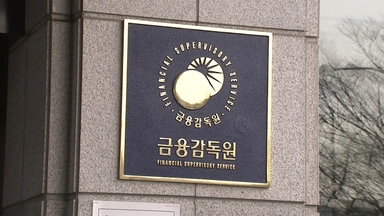 FINANCIAL SUPERVISORY SERVICE
· 금융감독원 ·
금융감독원
FINANCIAL SUPERVISORY SERVICE